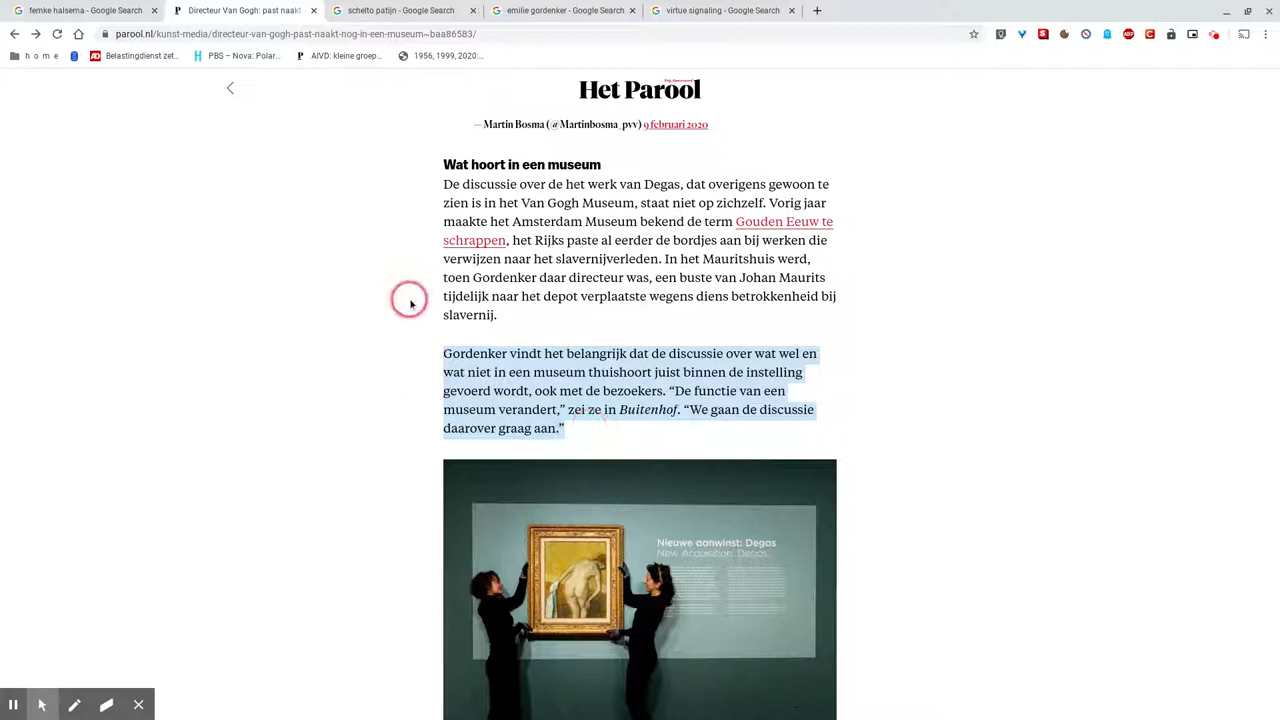 femke halsema - Google Search
Directeur Van Gogh: past naakt
schelto patijn - Google Search
emilie gordenker - Google Search
virtue signaling - Google Search
parool.nl/kunst-media/directeur-van-gogh-past-naakt-nog-in-een-museum~baa86583/
h o m e
Belastingdienst zet...
PBS – Nova: Polar...
AIVD: kleine groep...
1956, 1999, 2020:...
Het Parool
— Martin Bosma (@Martinbosma_pvv) 9 februari 2020
Wat hoort in een museum
De discussie over de het werk van Degas, dat overigens gewoon te
zien is in het Van Gogh Museum, staat niet op zichzelf. Vorig jaar
maakte het Amsterdam Museum bekend de term Gouden Eeuw te
schrappen, het Rijks paste al eerder de bordjes aan bij werken die
verwijzen naar het slavernijverleden. In het Mauritshuis werd,
toen Gordenker daar directeur was, een buste van Johan Maurits
tijdelijk naar het depot verplaatste wegens diens betrokkenheid bij
slavernij.
Gordenker vindt het belangrijk dat de discussie over wat wel en
wat niet in een museum thuishoort juist binnen de instelling
gevoerd wordt, ook met de bezoekers. “De functie van een
museum verandert,” zei ze in Buitenhof. “We gaan de discussie
daarover graag aan.”
Nieuwe aanwinst: Degas
New Acquisition: Degas